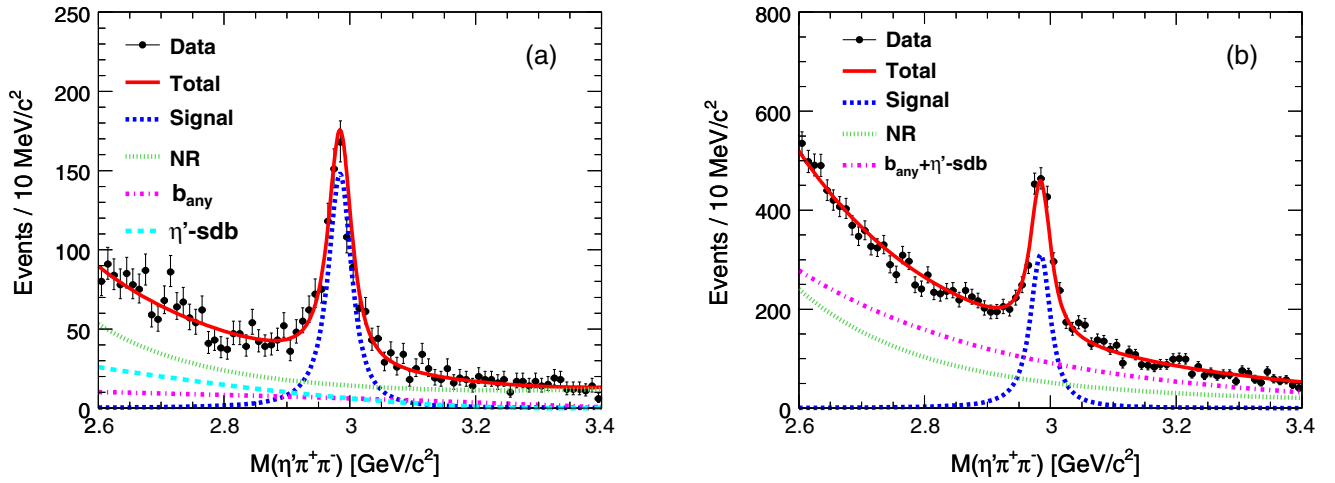 (a)
Data
Total
Signal
NR
b_any
η'-sdb
Events / 10 MeV/c²
250
200
150
100
50
0
2.6 2.8 3 3.2 3.4
M(η'π⁺π⁻) [GeV/c²]
(b)
Data
Total
Signal
NR
b_any+η'-sdb
Events / 10 MeV/c²
800
600
400
200
0
2.6 2.8 3 3.2 3.4
M(η'π⁺π⁻) [GeV/c²]